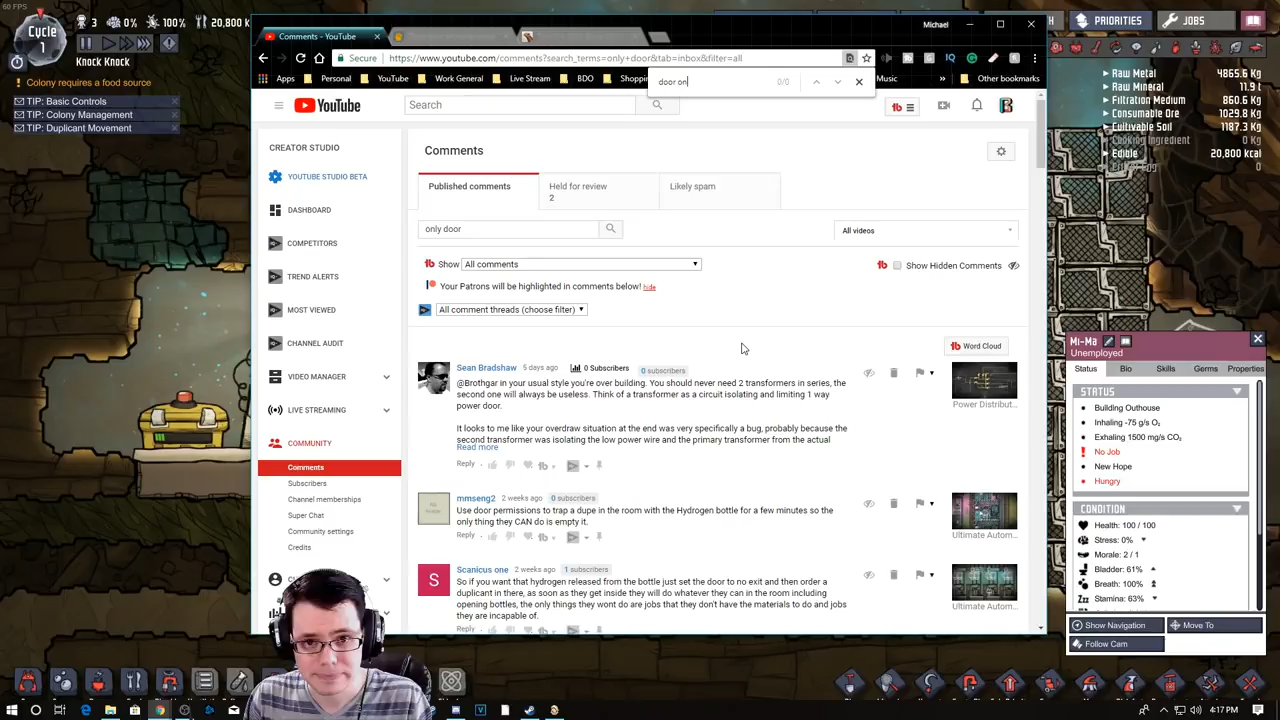 60 FPS
Cycle
1
100%
20,800 K
Knock Knock
Colony requires a food source
TIP: Basic Controls
TIP: Colony Management
TIP: Duplicant Movement
Comments - YouTube
Michael
PRIORITIES
JOBS
Secure
https://www.youtube.com/comments?search_terms=only+door&tab=inbox&filter=all
Apps
Personal
YouTube
Work General
Live Stream
BDO
Shoppin
Music
Other bookmarks
door on
0/0
YouTube
Search
Raw Metal 4865.6 Kg
Raw Mineral 11.9 t
Filtration Medium 860.6 Kg
Consumable Ore 1029.8 Kg
Cultivable Soil 1187.3 Kg
Cooking Ingredient 0 Kg
Edible 20,800 kcal
CREATOR STUDIO
YOUTUBE STUDIO BETA
DASHBOARD
COMPETITORS
TREND ALERTS
MOST VIEWED
CHANNEL AUDIT
VIDEO MANAGER
LIVE STREAMING
COMMUNITY
Comments
Subscribers
Channel memberships
Super Chat
Community settings
Credits
Comments
Published comments
Held for review
2
Likely spam
only door
All videos
Show All comments
Show Hidden Comments
Your Patrons will be highlighted in comments below! hide
All comment threads (choose filter)
Word Cloud
Sean Bradshaw 5 days ago 0 Subscribers 0 subscribers
@Brothgar in your usual style you're over building. You should never need 2 transformers in series, the
second one will always be useless. Think of a transformer as a circuit isolating and limiting 1 way
power door.
It looks to me like your overdraw situation at the end was very specifically a bug, probably because the
second transformer was isolating the low power wire and the primary transformer from the actual
Read more
Reply
Power Distribut...
mmseng2 2 weeks ago 0 subscribers
Use door permissions to trap a dupe in the room with the Hydrogen bottle for a few minutes so the
only thing they CAN do is empty it.
Reply
Ultimate Autom...
Scanicus one 2 weeks ago 1 subscribers
So if you want that hydrogen released from the bottle just set the door to no exit and then order a
duplicant in there, as soon as they get inside they will do whatever they can in the room including
opening bottles, the only things they wont do are jobs that they don't have the materials to do and jobs
they are incapable of.
Reply
Ultimate Autom...
S
Mi-Ma
Unemployed
Status
Bio
Skills
Germs
Properties
STATUS
Building Outhouse
Inhaling -75 g/s O₂
Exhaling 1500 mg/s CO₂
No Job
New Hope
Hungry
CONDITION
Health: 100 / 100
Stress: 0%
Morale: 2 / 1
Bladder: 61%
Breath: 100%
Stamina: 63%
Show Navigation
Move To
Follow Cam
4:17 PM